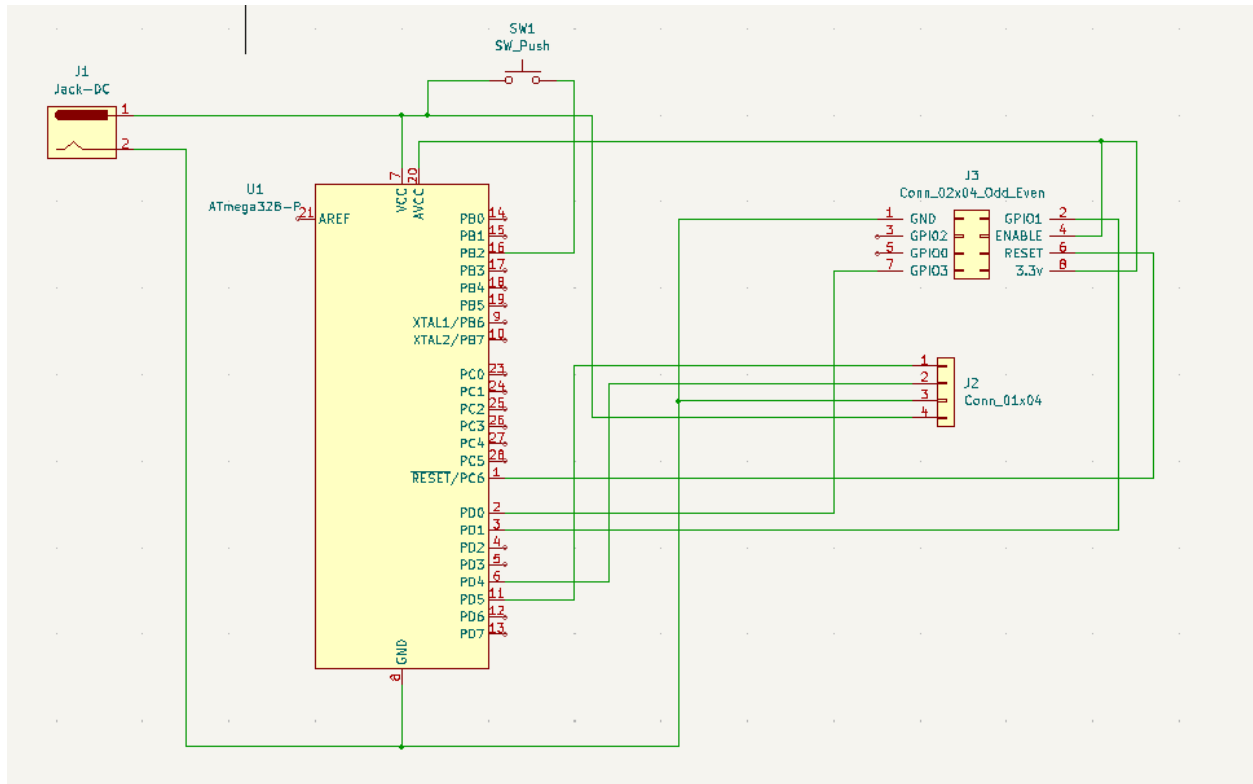 SW1
SW_Push
J1
Jack-DC
1
2
U1
ATmega328-P
21 AREF
7 VCC
20 AVCC
PB0 14
PB1 15
PB2 16
PB3 17
PB4 18
PB5 19
XTAL1/PB6 9
XTAL2/PB7 10
PC0 23
PC1 24
PC2 25
PC3 26
PC4 27
PC5 28
RESET/PC6 1
PD0 2
PD1 3
PD2 4
PD3 5
PD4 6
PD5 11
PD6 12
PD7 13
GND
8
J3
Conn_02x04_Odd_Even
1 GND GPIO1 2
3 GPIO2 ENABLE 4
5 GPIO0 RESET 6
7 GPIO3 3.3v 8
1
2
3
4
J2
Conn_01x04